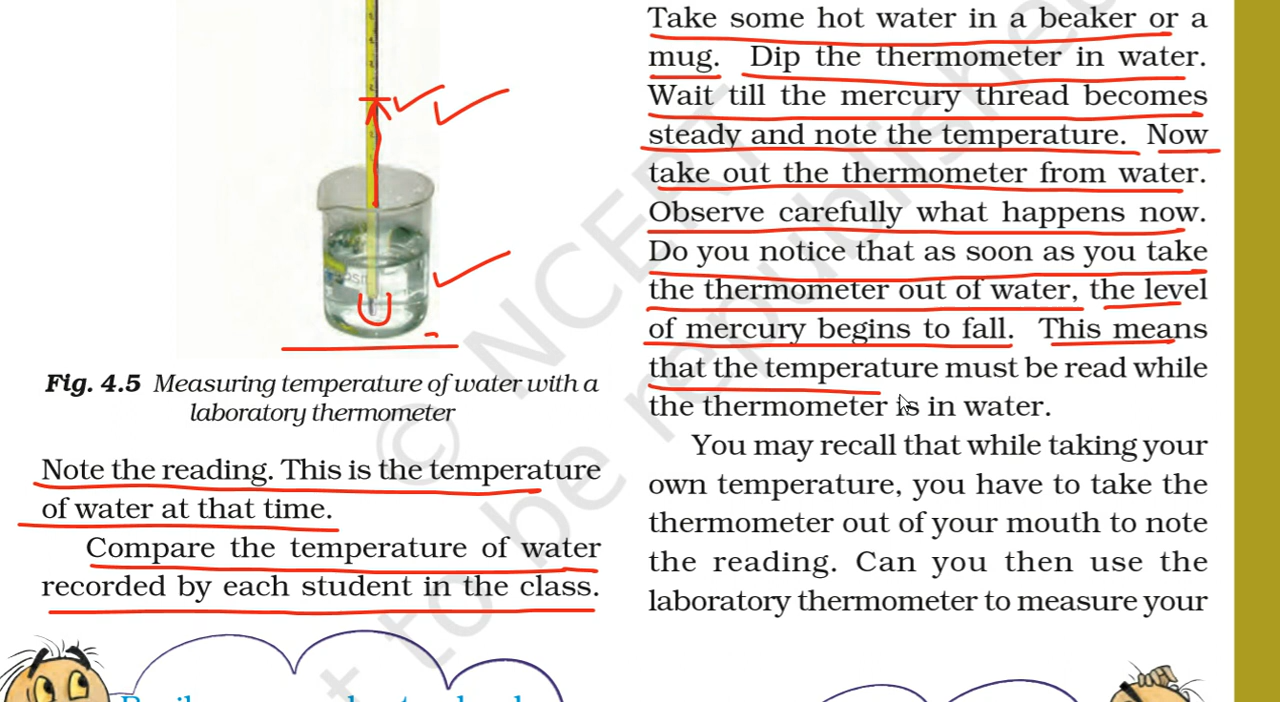 Fig. 4.5 Measuring temperature of water with a
laboratory thermometer
Note the reading. This is the temperature
of water at that time.
Compare the temperature of water
recorded by each student in the class.
Take some hot water in a beaker or a
mug. Dip the thermometer in water.
Wait till the mercury thread becomes
steady and note the temperature. Now
take out the thermometer from water.
Observe carefully what happens now.
Do you notice that as soon as you take
the thermometer out of water, the level
of mercury begins to fall. This means
that the temperature must be read while
the thermometer is in water.
You may recall that while taking your
own temperature, you have to take the
thermometer out of your mouth to note
the reading. Can you then use the
laboratory thermometer to measure your
© NCERT
to be republished